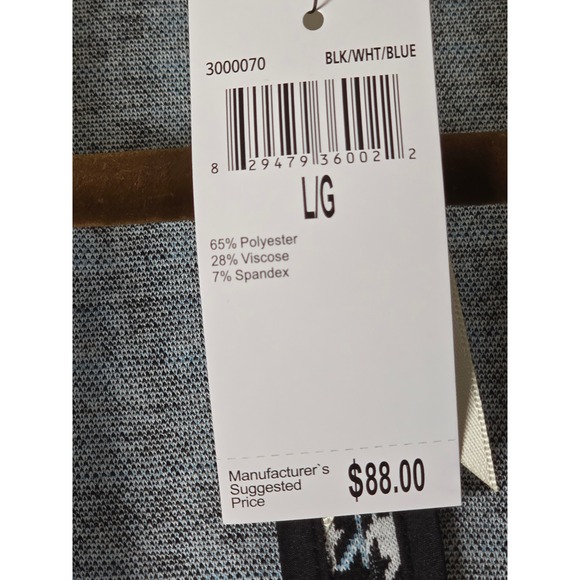 3000070 BLK/WHT/BLUE
8 29479 36002 2
L/G
65% Polyester
28% Viscose
7% Spandex
Manufacturer`s
Suggested
Price
$88.00